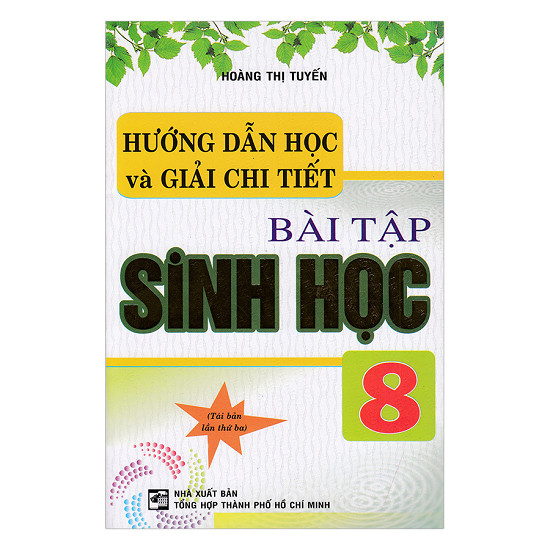 HOÀNG THỊ TUYẾN
HƯỚNG DẪN HỌC
và GIẢI CHI TIẾT
BÀI TẬP
SINH HỌC
8
(Tái bản
lần thứ ba)
NHÀ XUẤT BẢN
TỔNG HỢP THÀNH PHỐ HỒ CHÍ MINH